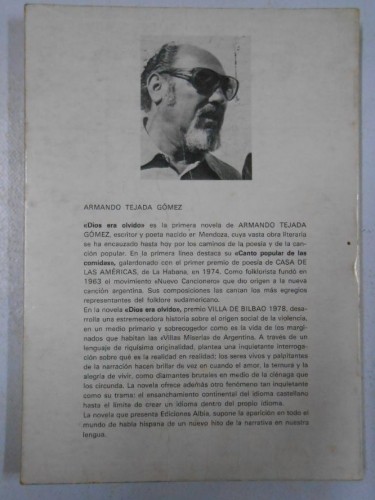 ARMANDO TEJADA GÓMEZ
«Dios era olvido» es la primera novela de ARMANDO TEJADA
GÓMEZ, escritor y poeta nacido en Mendoza, cuya vasta obra literaria
se ha encauzado hasta hoy por los caminos de la poesía y de la can-
ción popular. En la primera línea destaca su «Canto popular de las
comidas», galardonado con el primer premio de poesía de CASA DE
LAS AMÉRICAS, de La Habana, en 1974. Como folklorista fundó en
1963 el movimiento «Nuevo Cancionero» que dio origen a la nueva
canción argentina. Sus composiciones las cantan los más egregios
representantes del folklore sudamericano.
En la novela «Dios era olvido», premio VILLA DE BILBAO 1978, desa-
rrolla una estremecedora historia sobre el origen social de la violencia,
en un medio primario y sobrecogedor como es la vida de los margi-
nados que habitan las «Villas Miseria» de Argentina. A través de un
lenguaje de riquísima originalidad, plantea una inquietante interroga-
ción sobre qué es la realidad en realidad; los seres vivos y palpitantes
de la narración hacen brillar de vez en cuando el amor, la ternura y la
alegría de vivir, como diamantes brutales en medio de la ciénaga que
los circunda. La novela ofrece además otro fenómeno tan inquietante
como su trama: el ensanchamiento continental del idioma castellano
hasta el límite de crear un idioma dentro del propio idioma.
La novela que presenta Ediciones Albia, supone la aparición en todo el
mundo de habla hispana de un nuevo hito de la narrativa en nuestra
lengua.